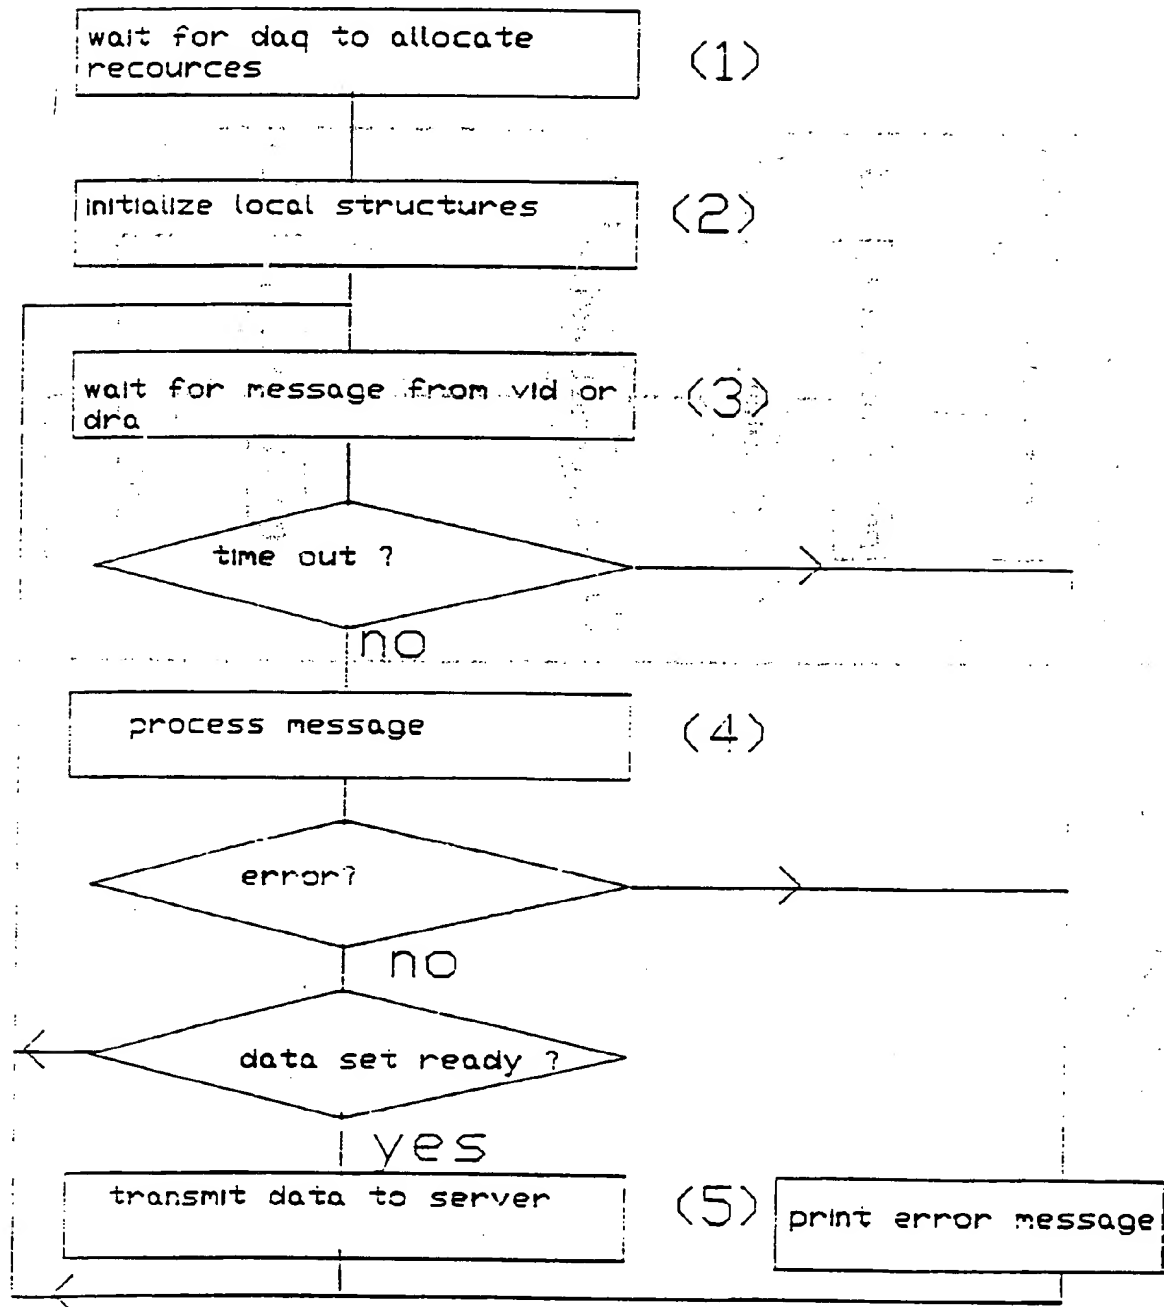 wait for daq to allocate
recources
(1)
initialize local structures
(2)
wait for message from vid or
dra
(3)
time out ?
no
process message
(4)
error?
no
data set ready ?
yes
transmit data to server
(5)
print error message